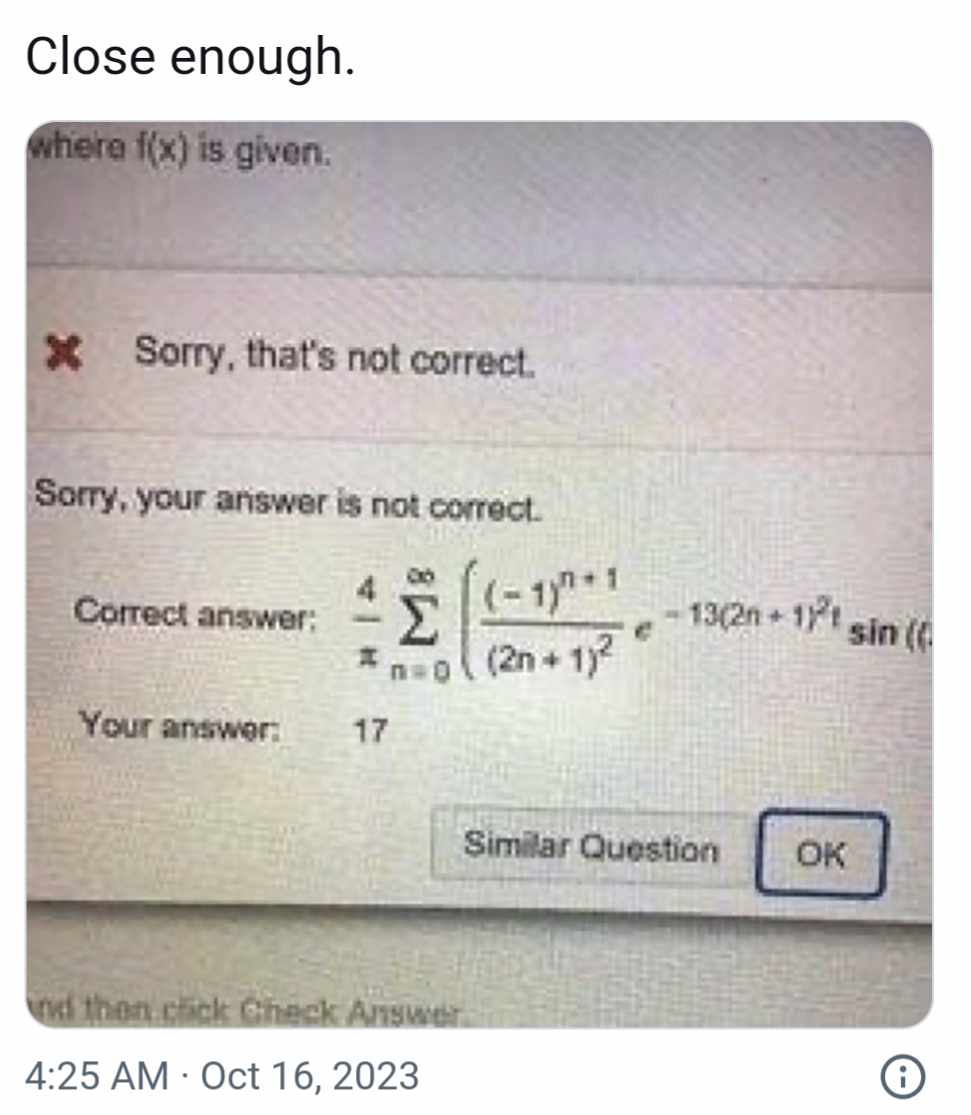 Close enough.
where f(x) is given.
✖ Sorry, that's not correct.
Sorry, your answer is not correct.
Correct answer: 4/π ∑_{n=0}^{∞} ( (-1)^{n+1}/(2n+1)^2 e^{-13(2n+1)^2 t} sin ((
Your answer: 17
Similar Question OK
and then click Check Answer.
4:25 AM · Oct 16, 2023